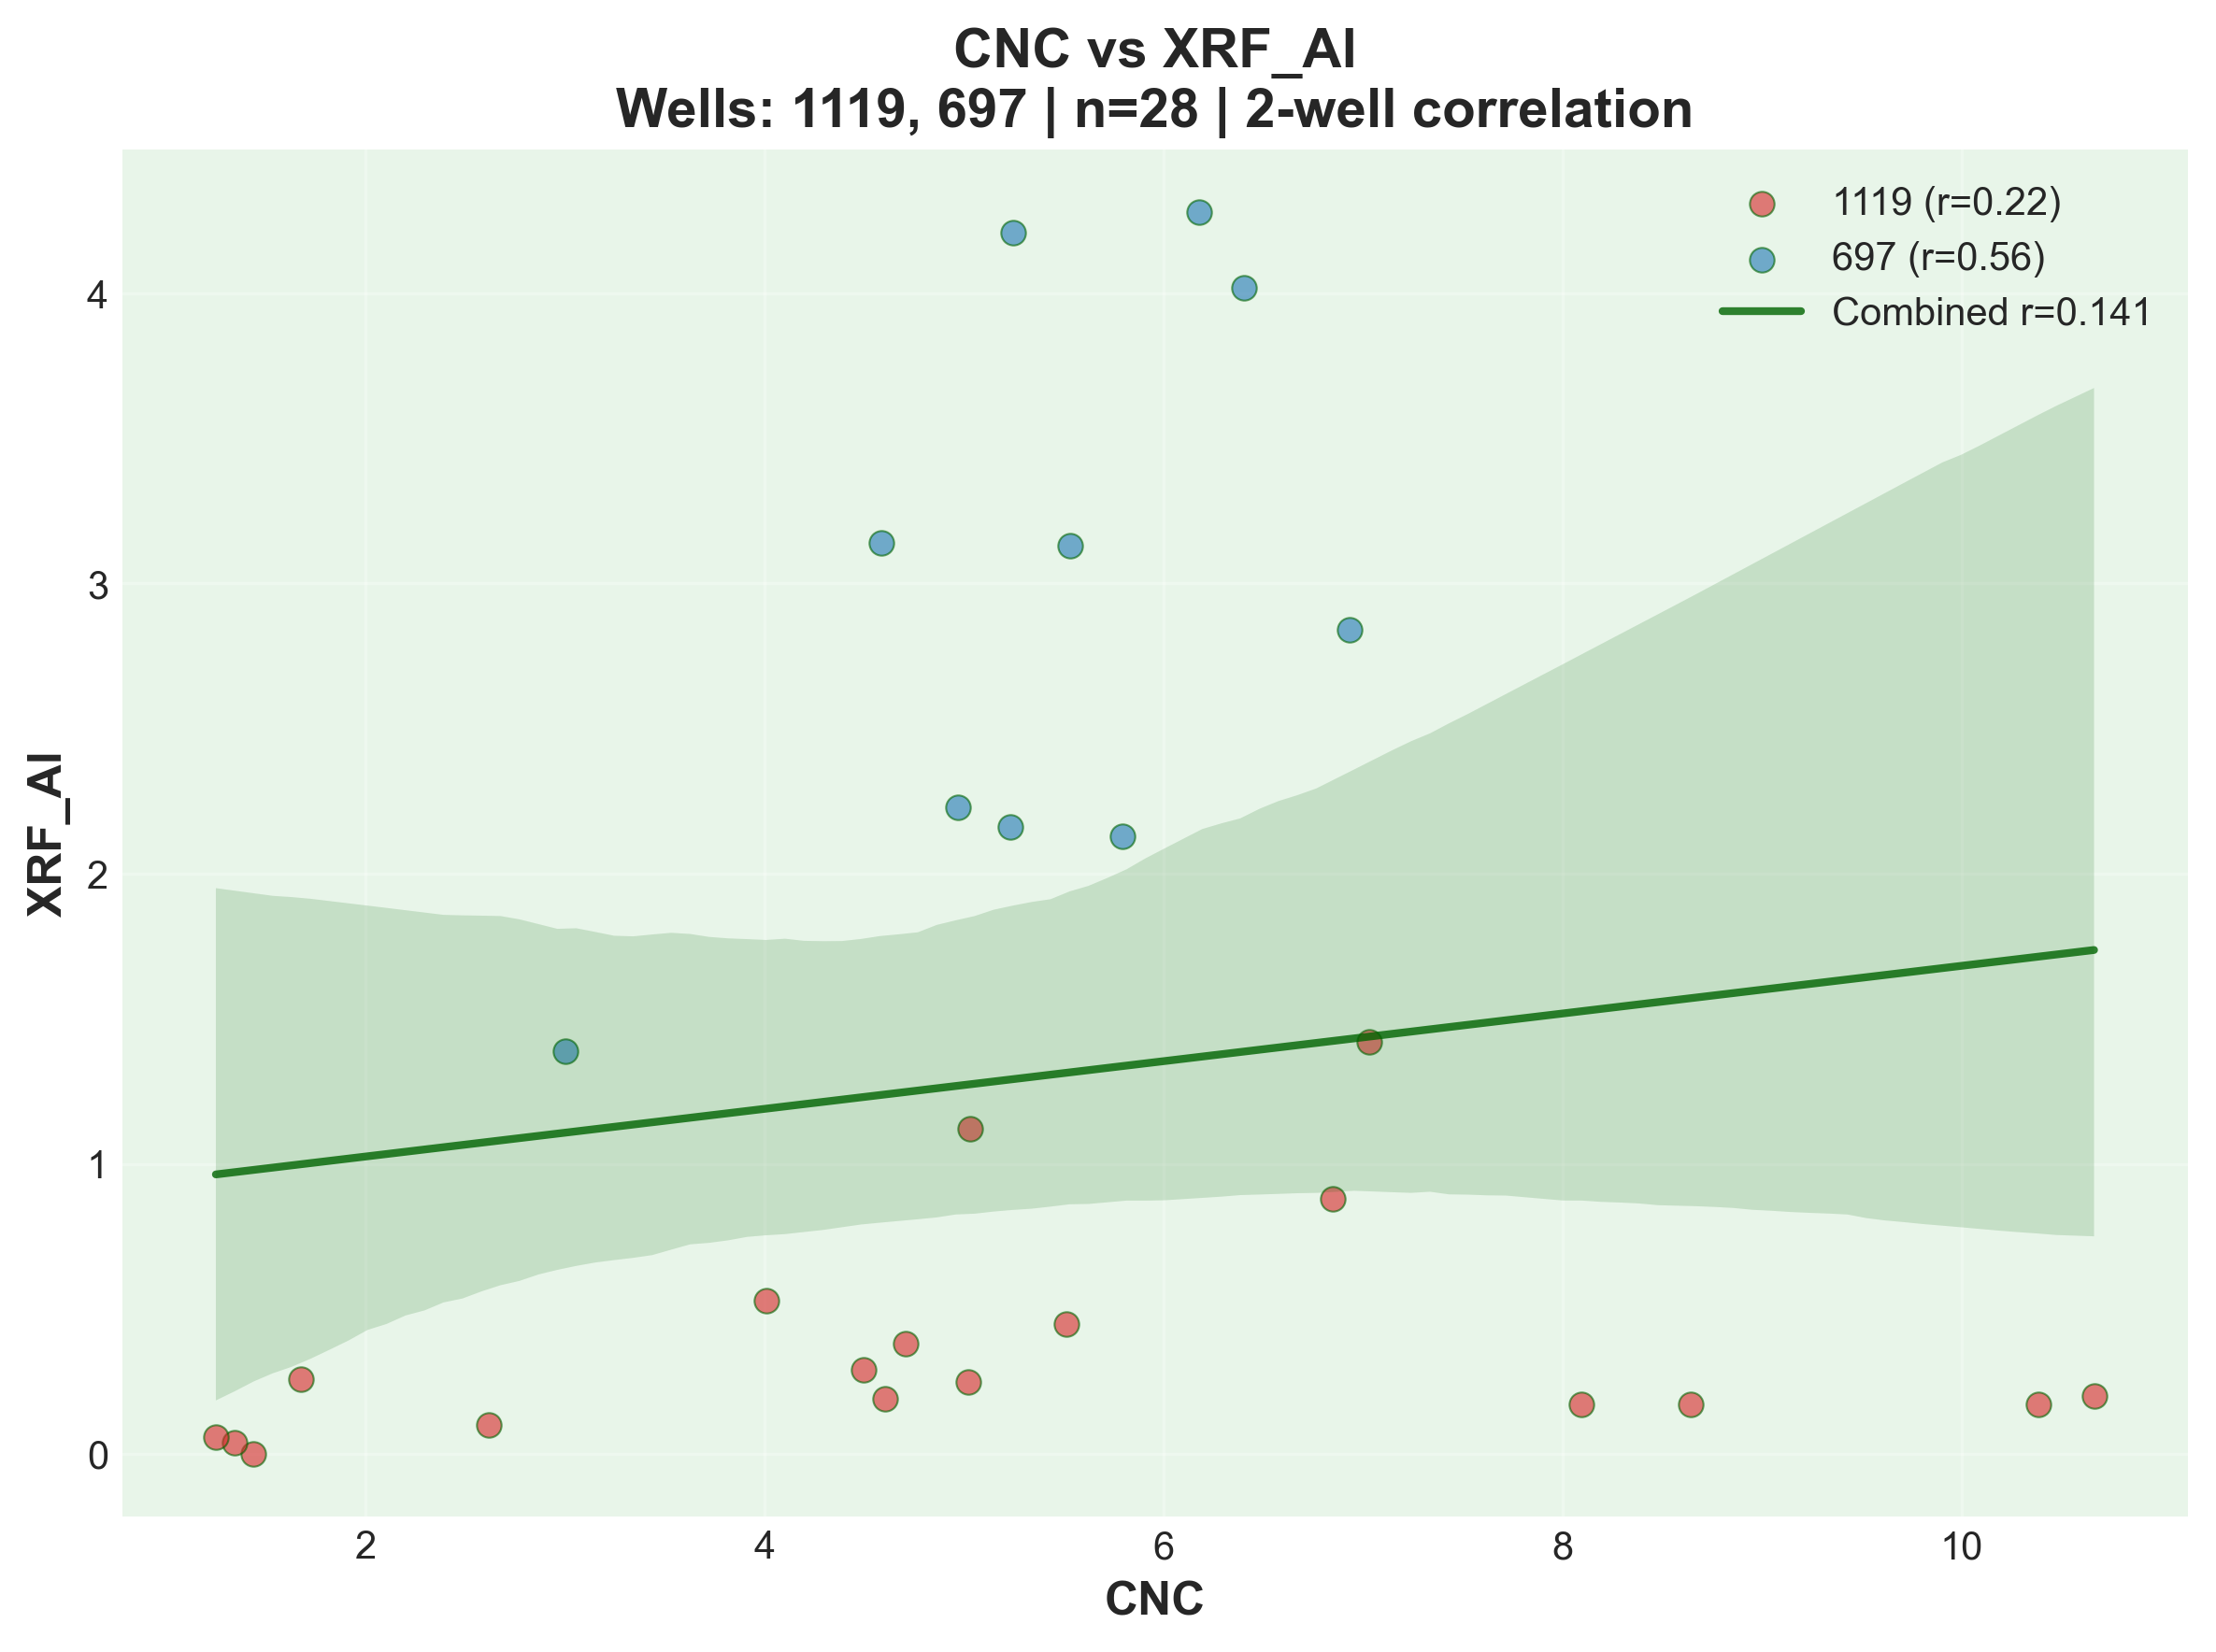 CNC vs XRF_Al
Wells: 1119, 697 | n=28 | 2-well correlation
1119 (r=0.22)
697 (r=0.56)
Combined r=0.141
XRF_Al
4
3
2
1
0
2
4
6
8
10
CNC